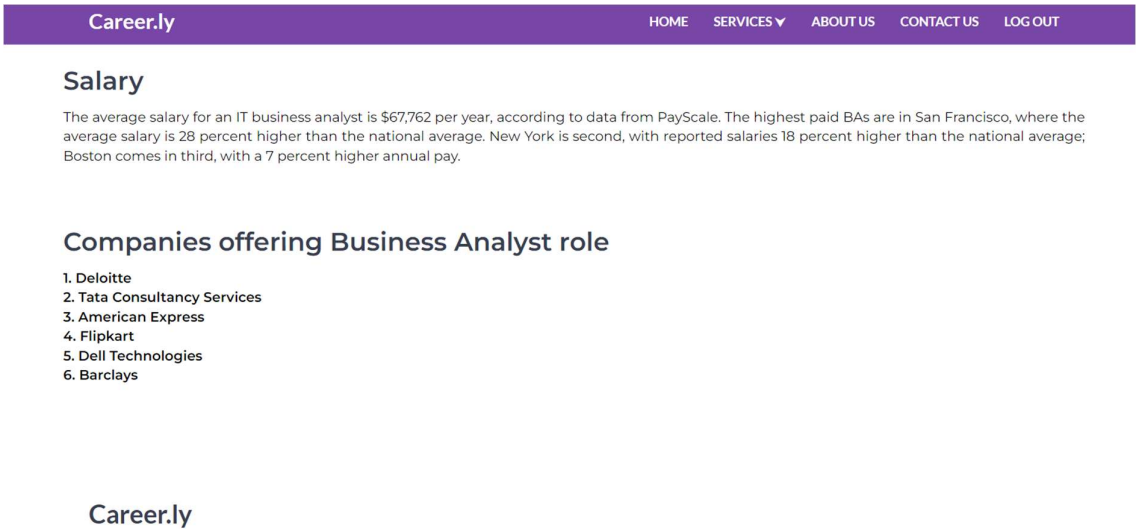 Career.ly
HOME SERVICES ABOUT US CONTACT US LOG OUT
Salary
The average salary for an IT business analyst is $67,762 per year, according to data from PayScale. The highest paid BAs are in San Francisco, where the
average salary is 28 percent higher than the national average. New York is second, with reported salaries 18 percent higher than the national average;
Boston comes in third, with a 7 percent higher annual pay.
Companies offering Business Analyst role
1. Deloitte
2. Tata Consultancy Services
3. American Express
4. Flipkart
5. Dell Technologies
6. Barclays
Career.ly